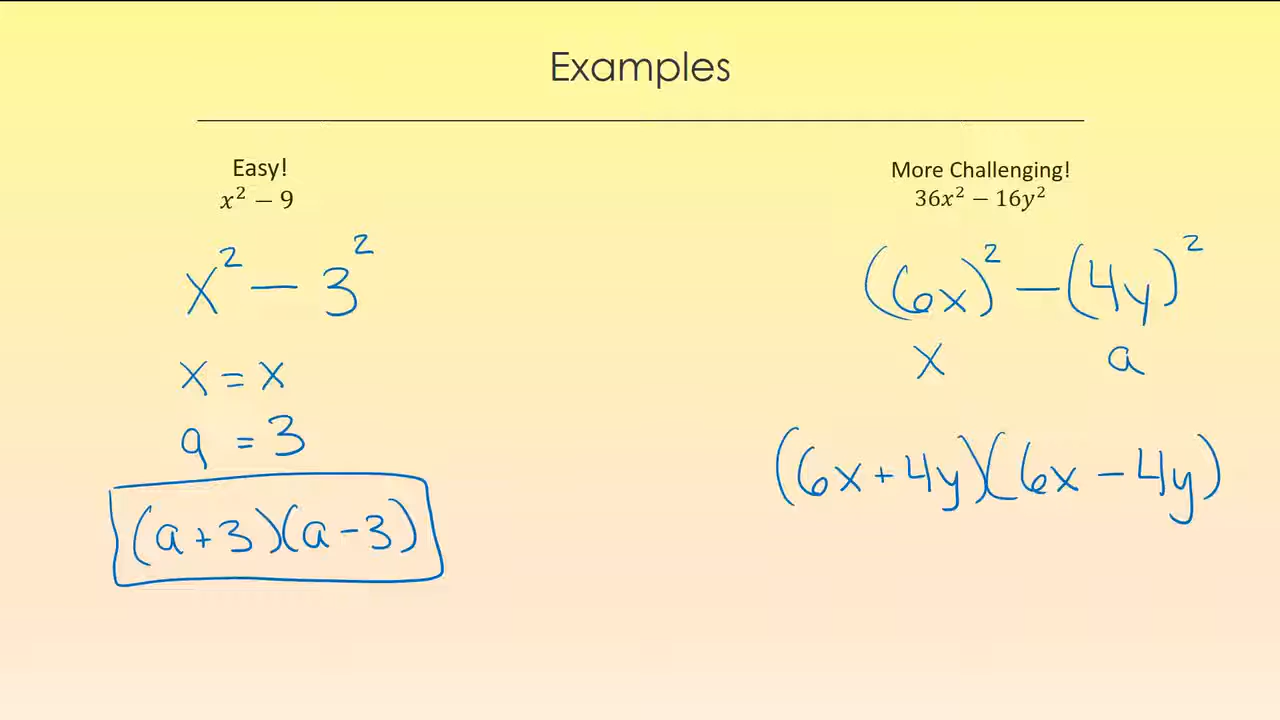 Examples
Easy!
x² − 9
x² − 3²
x = x
a = 3
(a+3)(a−3)
More Challenging!
36x² − 16y²
(6x)² − (4y)²
x a
(6x+4y)(6x−4y)